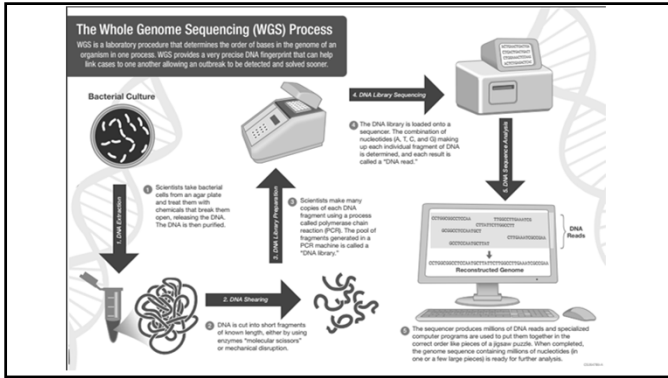 The Whole Genome Sequencing (WGS) Process
WGS is a laboratory procedure that determines the order of bases in the genome of an
organism in one process. WGS provides a very precise DNA fingerprint that can help
link cases to one another allowing an outbreak to be detected and solved sooner.
Bacterial Culture
1. DNA Extraction
1 Scientists take bacterial
cells from an agar plate
and treat them with
chemicals that break them
open, releasing the DNA.
The DNA is then purified.
2. DNA Shearing
2 DNA is cut into short fragments
of known length, either by using
enzymes “molecular scissors”
or mechanical disruption.
3. DNA Library Preparation
3 Scientists make many
copies of each DNA
fragment using a process
called polymerase chain
reaction (PCR). The pool of
fragments generated in a
PCR machine is called a
“DNA library.”
4. DNA Library Sequencing
4 The DNA library is loaded onto a
sequencer. The combination of
nucleotides (A, T, C, and G) making
up each individual fragment of DNA
is determined, and each result is
called a “DNA read.”
5. DNA Sequence Analysis
DNA
Reads
Reconstructed Genome
5 The sequencer produces millions of DNA reads and specialized
computer programs are used to put them together in the
correct order like pieces of a jigsaw puzzle. When completed,
the genome sequence containing millions of nucleotides (in
one or a few large pieces) is ready for further analysis.